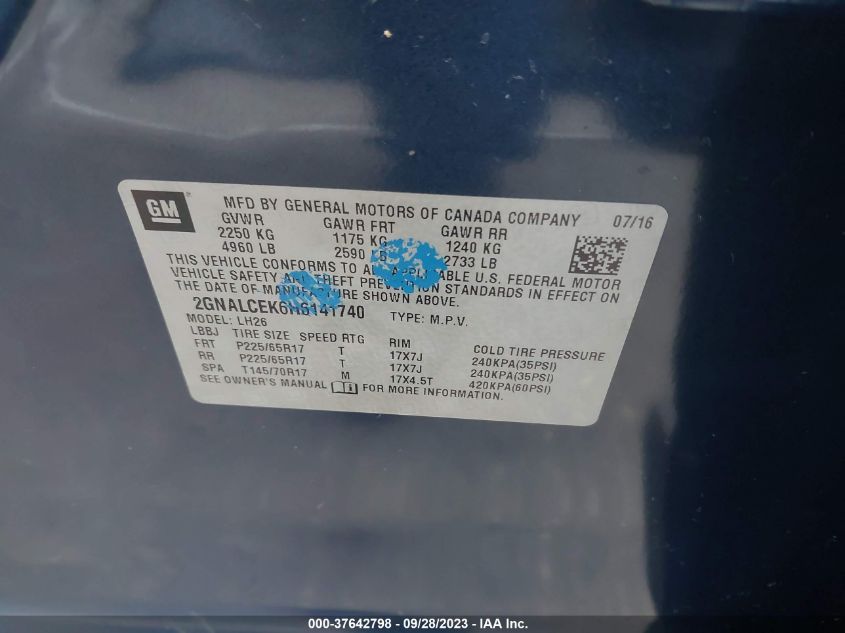 GM
MFD BY GENERAL MOTORS OF CANADA COMPANY 07/16
GVWR GAWR FRT GAWR RR
2250 KG 1175 KG 1240 KG
4960 LB 2590 LB 2733 LB
THIS VEHICLE CONFORMS TO ALL APPLICABLE U.S. FEDERAL MOTOR
VEHICLE SAFETY AND THEFT PREVENTION STANDARDS IN EFFECT ON
THE DATE OF MANUFACTURE SHOWN ABOVE.
2GNALCEK6H6141740 TYPE: M.P.V.
MODEL: LH26
LBBJ TIRE SIZE SPEED RTG RIM COLD TIRE PRESSURE
FRT P225/65R17 T 17X7J 240KPA(35PSI)
RR P225/65R17 T 17X7J 240KPA(35PSI)
SPA T145/70R17 M 17X4.5T 420KPA(60PSI)
SEE OWNER'S MANUAL FOR MORE INFORMATION.
000-37642798 - 09/28/2023 - IAA Inc.